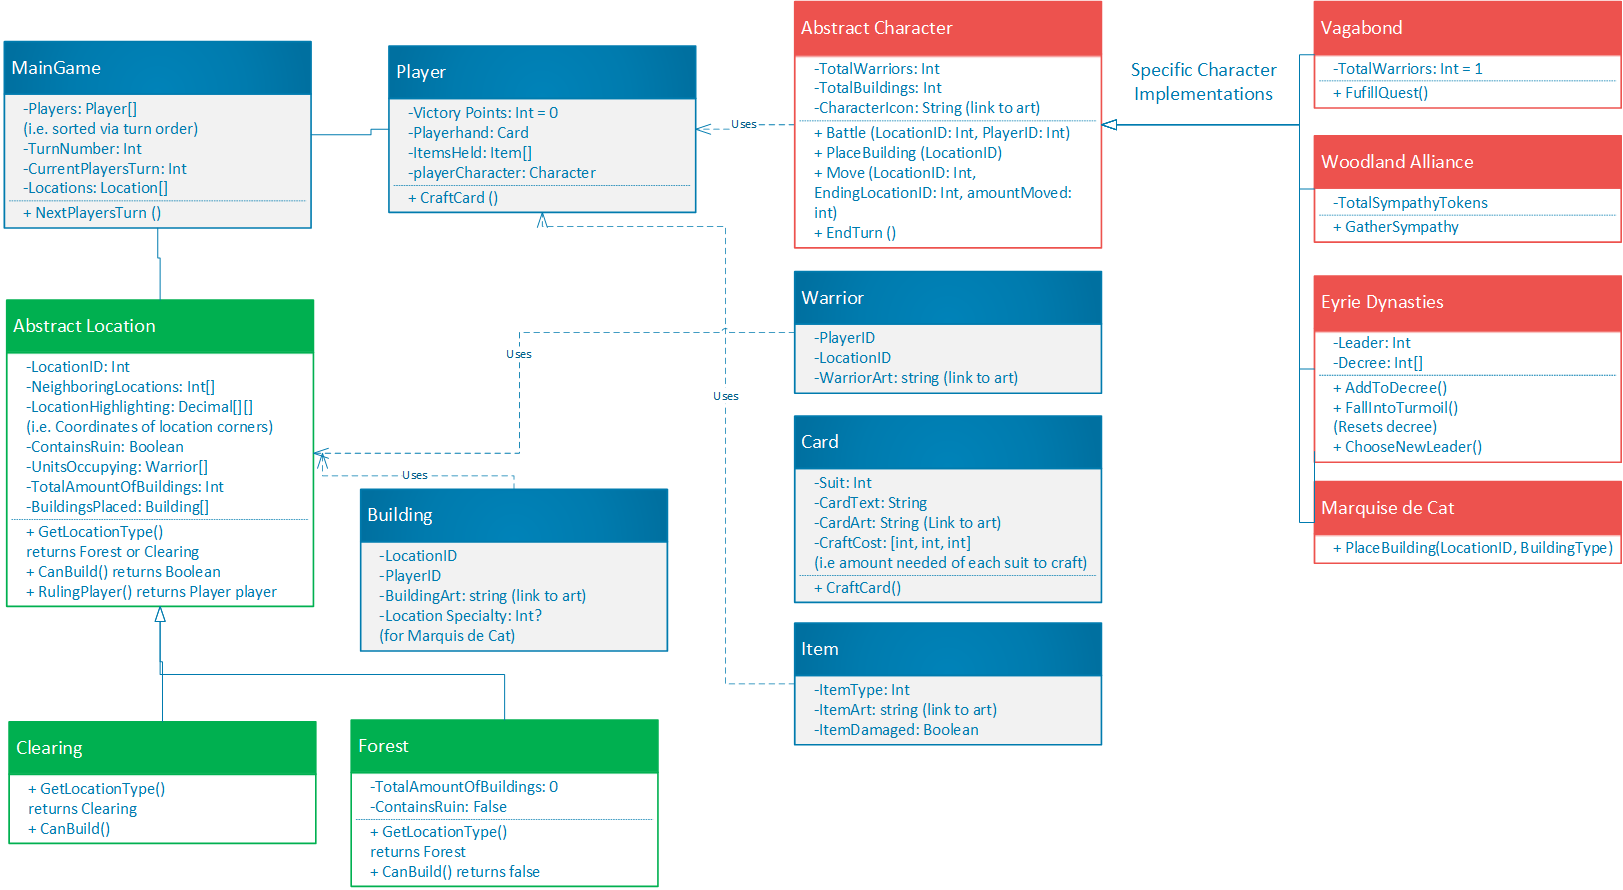 MainGame
-Players: Player[]
(i.e. sorted via turn order)
-TurnNumber: Int
-CurrentPlayersTurn: Int
-Locations: Location[]
+ NextPlayersTurn ()
Player
-Victory Points: Int = 0
-Playerhand: Card
-ItemsHeld: Item[]
-playerCharacter: Character
+ CraftCard ()
Uses
Abstract Character
-TotalWarriors: Int
-TotalBuildings: Int
-CharacterIcon: String (link to art)
+ Battle (LocationID: Int, PlayerID: Int)
+ PlaceBuilding (LocationID)
+ Move (LocationID: Int,
EndingLocationID: Int, amountMoved:
int)
+ EndTurn ()
Specific Character
Implementations
Vagabond
-TotalWarriors: Int = 1
+ FufillQuest()
Woodland Alliance
-TotalSympathyTokens
+ GatherSympathy
Eyrie Dynasties
-Leader: Int
-Decree: Int[]
+ AddToDecree()
+ FallIntoTurmoil()
(Resets decree)
+ ChooseNewLeader()
Marquise de Cat
+ PlaceBuilding(LocationID, BuildingType)
Abstract Location
-LocationID: Int
-NeighboringLocations: Int[]
-LocationHighlighting: Decimal[][]
(i.e. Coordinates of location corners)
-ContainsRuin: Boolean
-UnitsOccupying: Warrior[]
-TotalAmountOfBuildings: Int
-BuildingsPlaced: Building[]
+ GetLocationType()
returns Forest or Clearing
+ CanBuild() returns Boolean
+ RulingPlayer() returns Player player
Uses
Uses
Uses
Warrior
-PlayerID
-LocationID
-WarriorArt: string (link to art)
Card
-Suit: Int
-CardText: String
-CardArt: String (Link to art)
-CraftCost: [int, int, int]
(i.e amount needed of each suit to craft)
+ CraftCard()
Building
-LocationID
-PlayerID
-BuildingArt: string (link to art)
-Location Specialty: Int?
(for Marquis de Cat)
Item
-ItemType: Int
-ItemArt: string (link to art)
-ItemDamaged: Boolean
Clearing
+ GetLocationType()
returns Clearing
+ CanBuild()
Forest
-TotalAmountOfBuildings: 0
-ContainsRuin: False
+ GetLocationType()
returns Forest
+ CanBuild() returns false